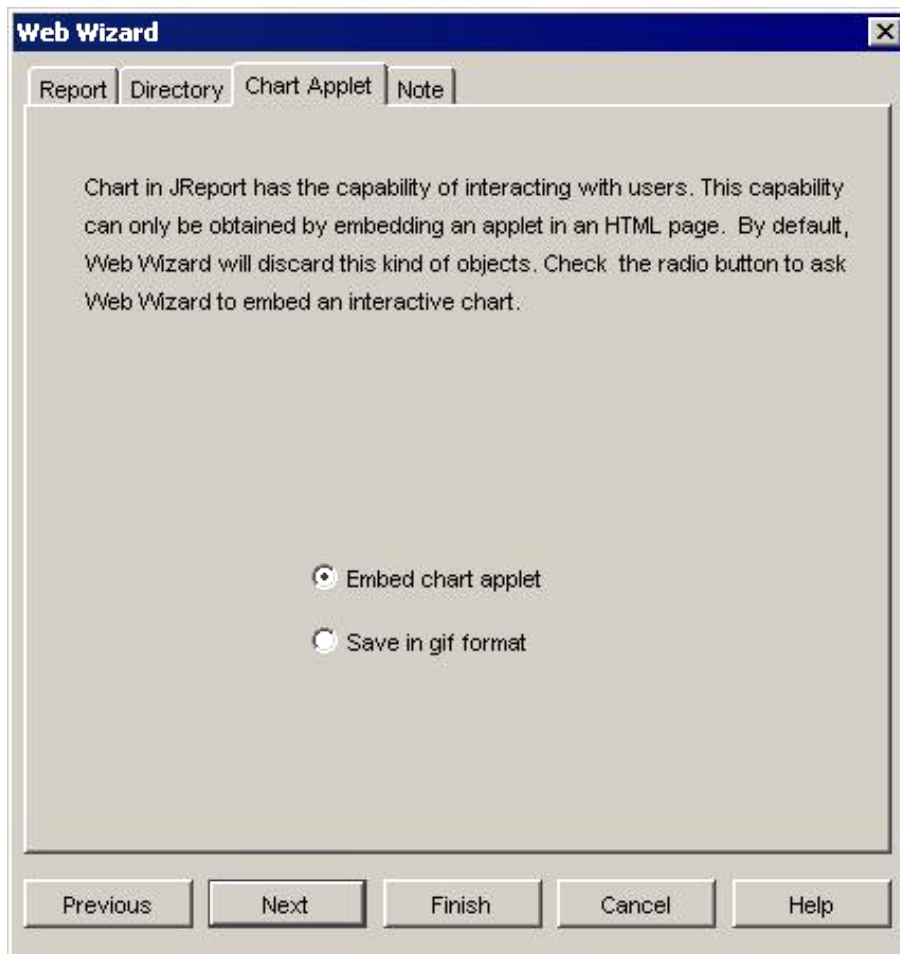 Web Wizard
Report
Directory
Chart Applet
Note
Chart in JReport has the capability of interacting with users. This capability
can only be obtained by embedding an applet in an HTML page. By default,
Web Wizard will discard this kind of objects. Check the radio button to ask
Web Wizard to embed an interactive chart.
Embed chart applet
Save in gif format
Previous
Next
Finish
Cancel
Help